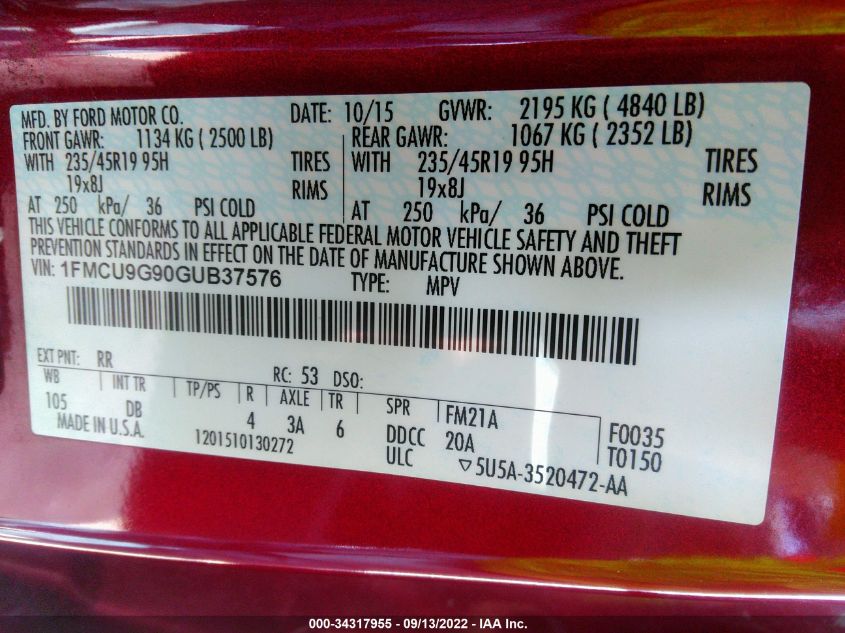 MFD. BY FORD MOTOR CO. DATE: 10/15 GVWR: 2195 KG ( 4840 LB)
FRONT GAWR: 1134 KG ( 2500 LB) REAR GAWR: 1067 KG ( 2352 LB)
WITH 235/45R19 95H TIRES WITH 235/45R19 95H TIRES
19x8J RIMS 19x8J RIMS
AT 250 kPa/ 36 PSI COLD AT 250 kPa/ 36 PSI COLD
THIS VEHICLE CONFORMS TO ALL APPLICABLE FEDERAL MOTOR VEHICLE SAFETY AND THEFT
PREVENTION STANDARDS IN EFFECT ON THE DATE OF MANUFACTURE SHOWN ABOVE.
VIN: 1FMCU9G90GUB37576 TYPE: MPV
EXT PNT: RR RC: 53 DSO:
WB INT TR TP/PS R AXLE TR SPR FM21A F0035
105 DB 4 3A 6 DDCC 20A T0150
MADE IN U.S.A. 1201510130272 ULC ▽5U5A-3520472-AA
000-34317955 - 09/13/2022 - IAA Inc.